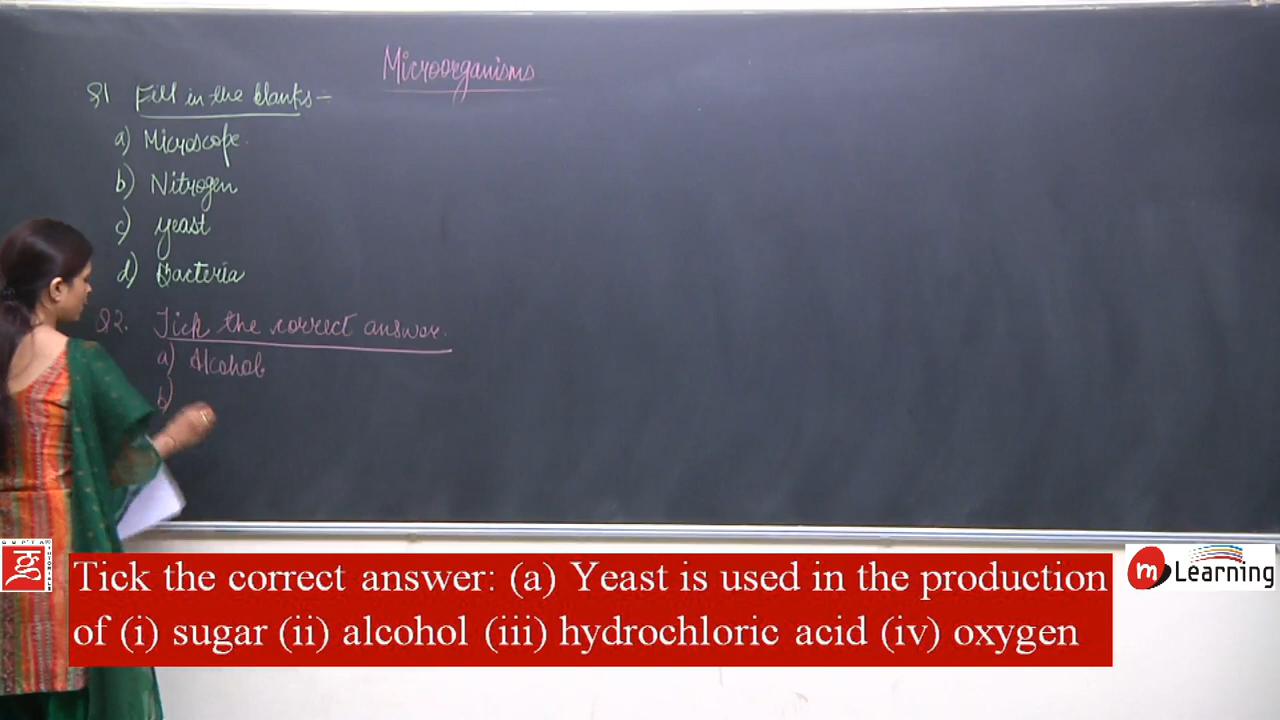 Microorganisms
Q1 Fill in the blanks -
a) Microscope.
b) Nitrogen
c) yeast
d) Bacteria
Q2. Tick the correct answer.
a) Alcohol
b)
Tick the correct answer: (a) Yeast is used in the production
of (i) sugar (ii) alcohol (iii) hydrochloric acid (iv) oxygen
m Learning